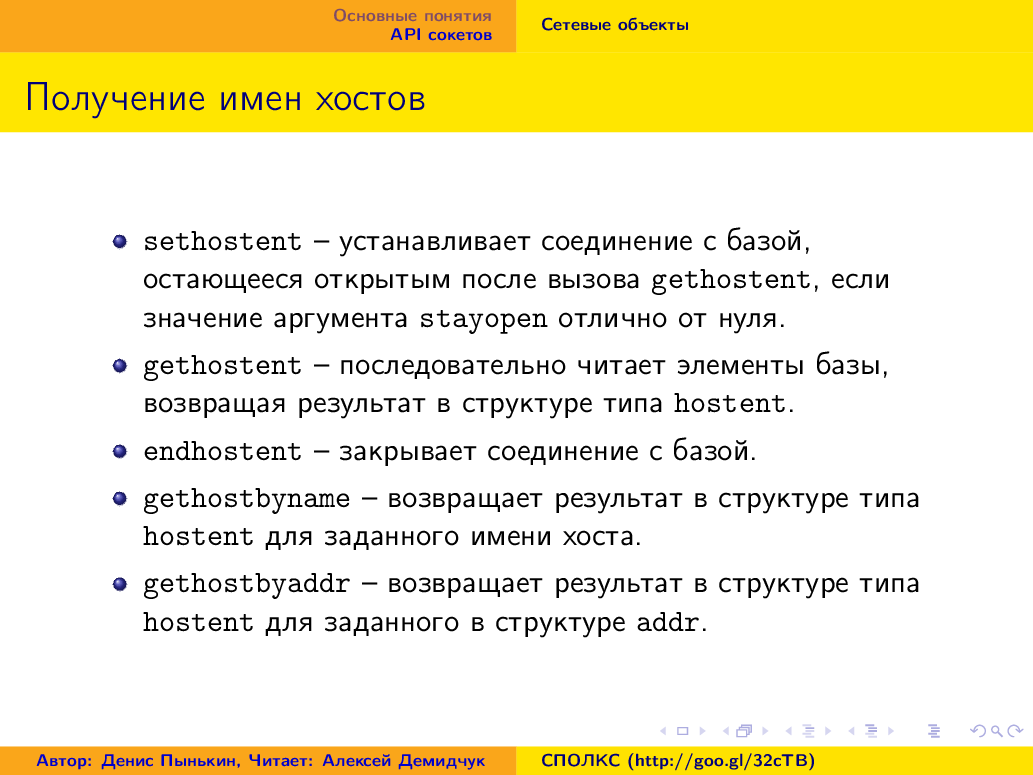 Основные понятия
API сокетов
Сетевые объекты
Получение имен хостов
sethostent – устанавливает соединение с базой,
остающееся открытым после вызова gethostent, если
значение аргумента stayopen отлично от нуля.
gethostent – последовательно читает элементы базы,
возвращая результат в структуре типа hostent.
endhostent – закрывает соединение с базой.
gethostbyname – возвращает результат в структуре типа
hostent для заданного имени хоста.
gethostbyaddr – возвращает результат в структуре типа
hostent для заданного в структуре addr.
Автор: Денис Пынькин, Читает: Алексей Демидчук
СПОЛКС (http://goo.gl/32cTB)